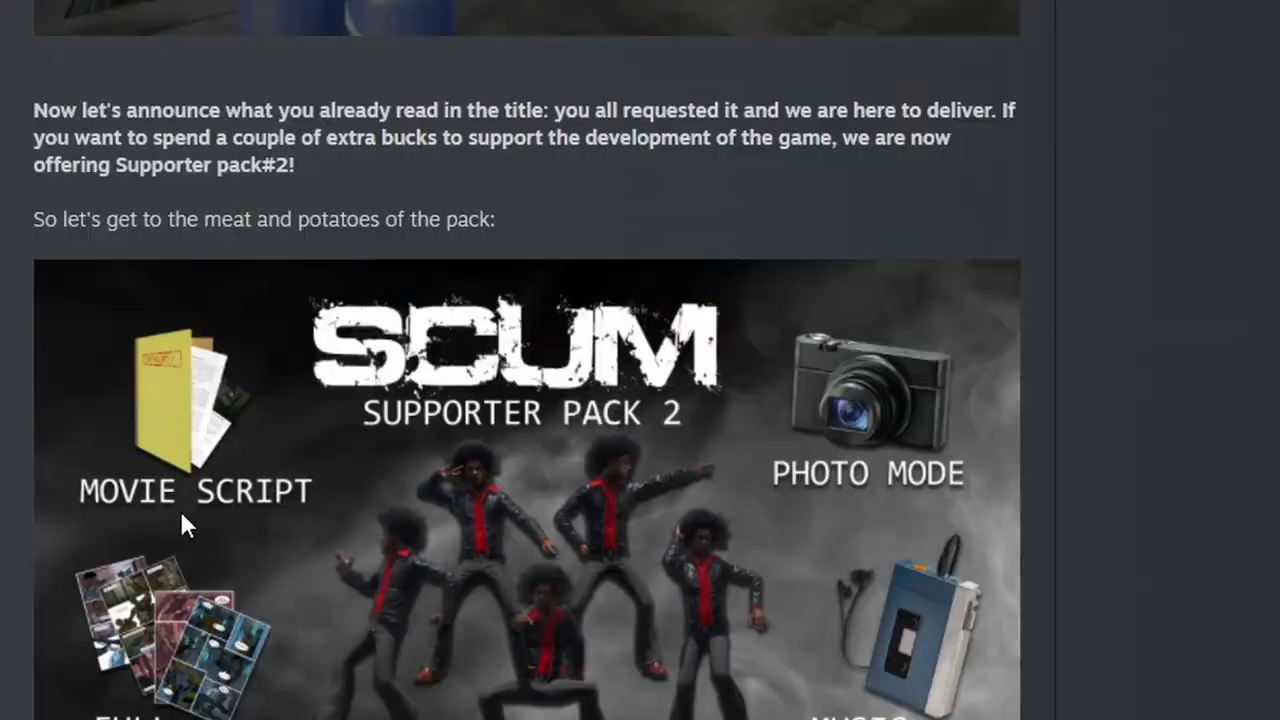 Now let's announce what you already read in the title: you all requested it and we are here to deliver. If
you want to spend a couple of extra bucks to support the development of the game, we are now
offering Supporter pack#2!
So let's get to the meat and potatoes of the pack:
SCUM
SUPPORTER PACK 2
MOVIE SCRIPT
PHOTO MODE
FULL
MUSIC